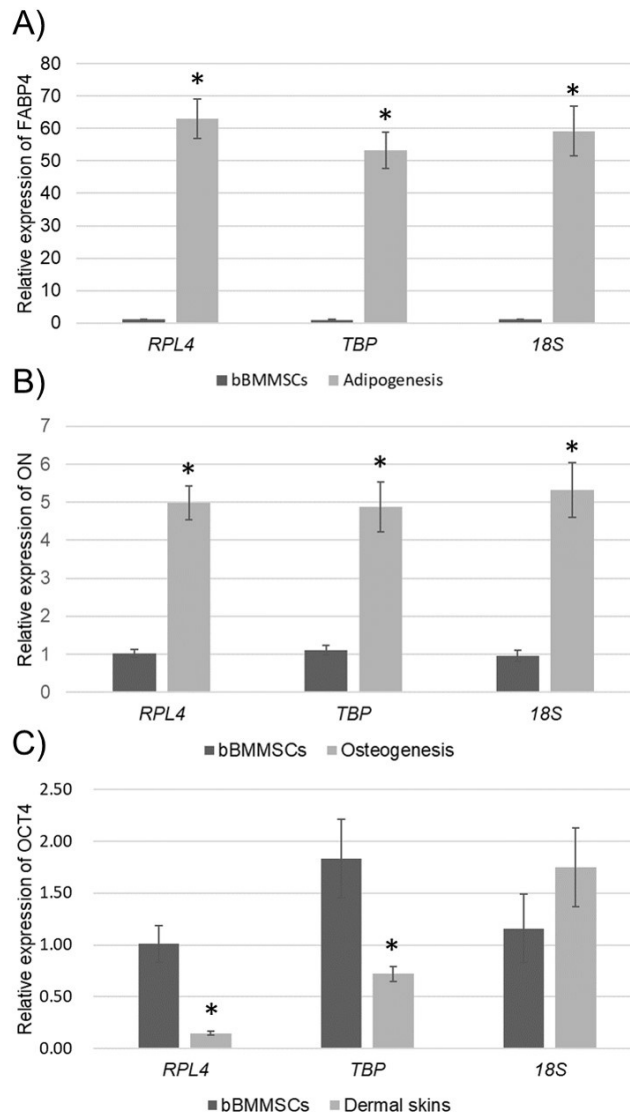 A)
Relative expression of FABP4
80
70
60
50
40
30
20
10
0
* * *
RPL4 TBP 18S
bBMMSCs Adipogenesis
B)
Relative expression of ON
7
6
5
4
3
2
1
0
* * *
RPL4 TBP 18S
bBMMSCs Osteogenesis
C)
Relative expression of OCT4
2.50
2.00
1.50
1.00
0.50
0.00
* *
RPL4 TBP 18S
bBMMSCs Dermal skins